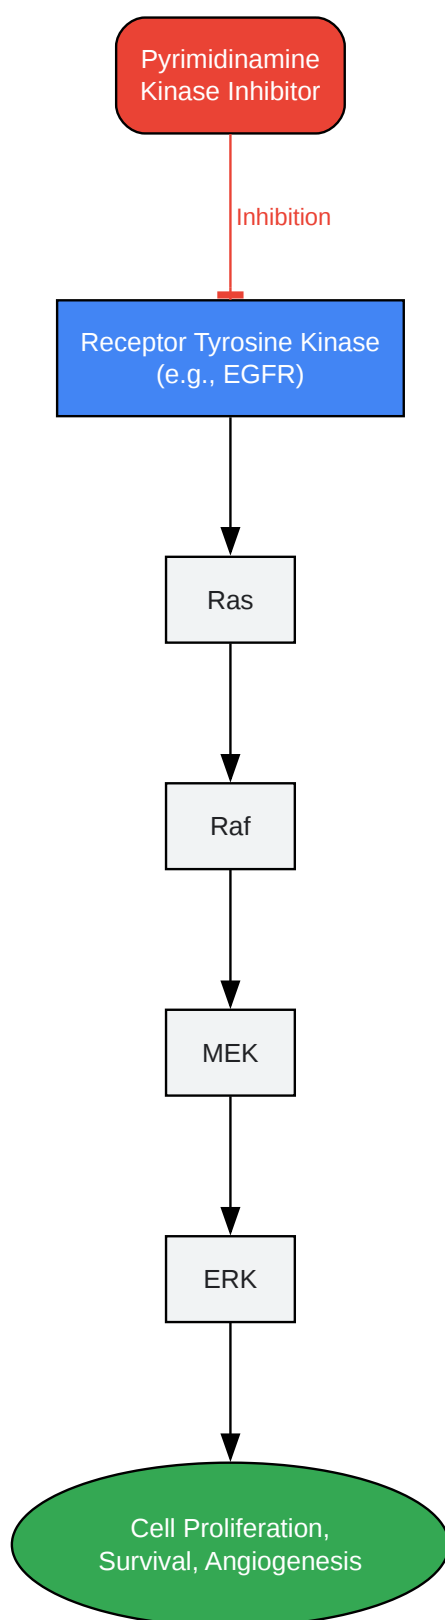 Pyrimidinamine
Kinase Inhibitor
Inhibition
Receptor Tyrosine Kinase
(e.g., EGFR)
Ras
Raf
MEK
ERK
Cell Proliferation,
Survival, Angiogenesis